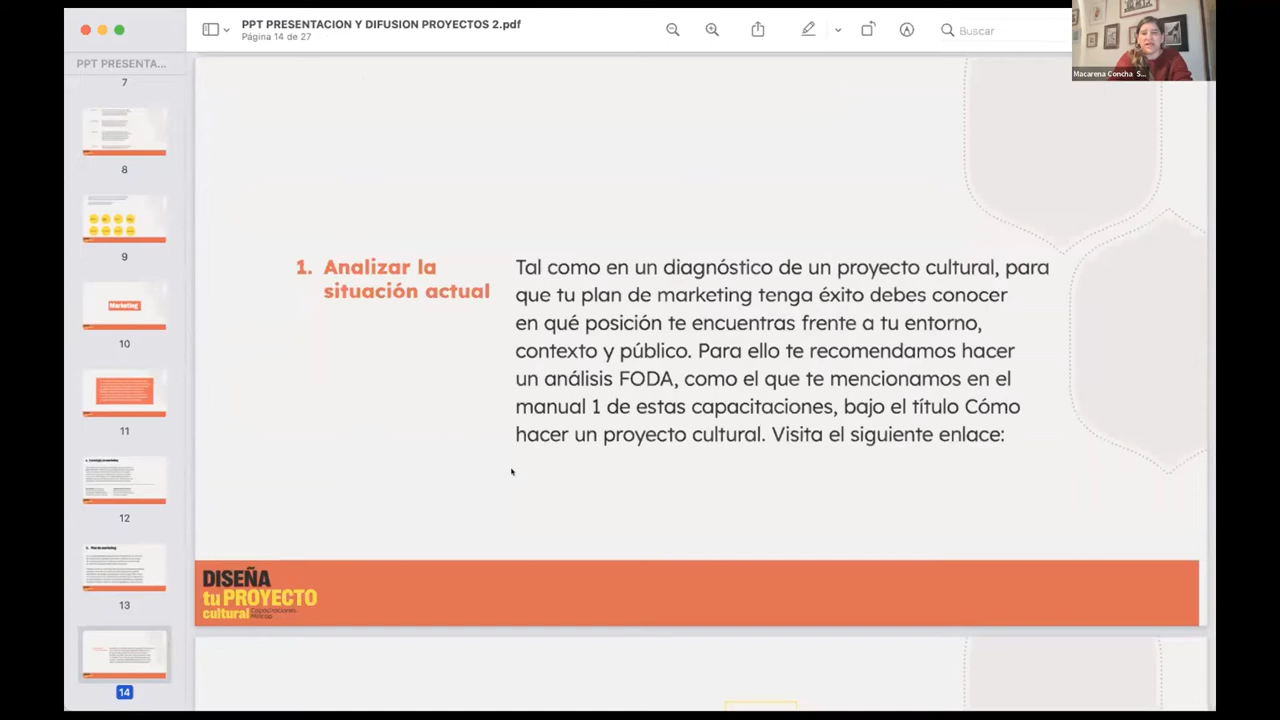 PPT PRESENTACION Y DIFUSION PROYECTOS 2.pdf
Página 14 de 27
Buscar
Macarena Concha S...
PPT PRESENTA...
7
8
9
10
Marketing
11
12
13
14
1. Analizar la
situación actual
Tal como en un diagnóstico de un proyecto cultural, para
que tu plan de marketing tenga éxito debes conocer
en qué posición te encuentras frente a tu entorno,
contexto y público. Para ello te recomendamos hacer
un análisis FODA, como el que te mencionamos en el
manual 1 de estas capacitaciones, bajo el título Cómo
hacer un proyecto cultural. Visita el siguiente enlace:
DISEÑA
tu PROYECTO
cultural Capacitaciones